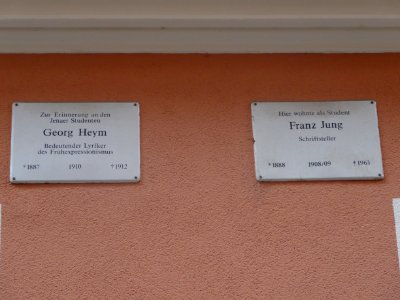 Zur Erinnerung an den
Jenaer Studenten
Georg Heym
Bedeutender Lyriker
des Frühexpressionismus
*1887 1910 †1912
Hier wohnte als Student
Franz Jung
Schriftsteller
*1888 1908/09 †1963